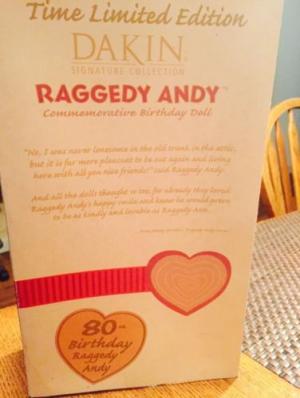 Time Limited Edition
DAKIN
SIGNATURE COLLECTION
RAGGEDY ANDY™
Commemorative Birthday Doll
"No, I was never lonesome in the old trunk in the attic,
but it is far more pleasant to be out again and living
here with all you nice friends!" said Raggedy Andy.
And all the dolls thought so too, for already they loved
Raggedy Andy's happy smile and knew he would prove
to be as kindly and lovable as Raggedy Ann...
80th
Birthday
Raggedy
Andy